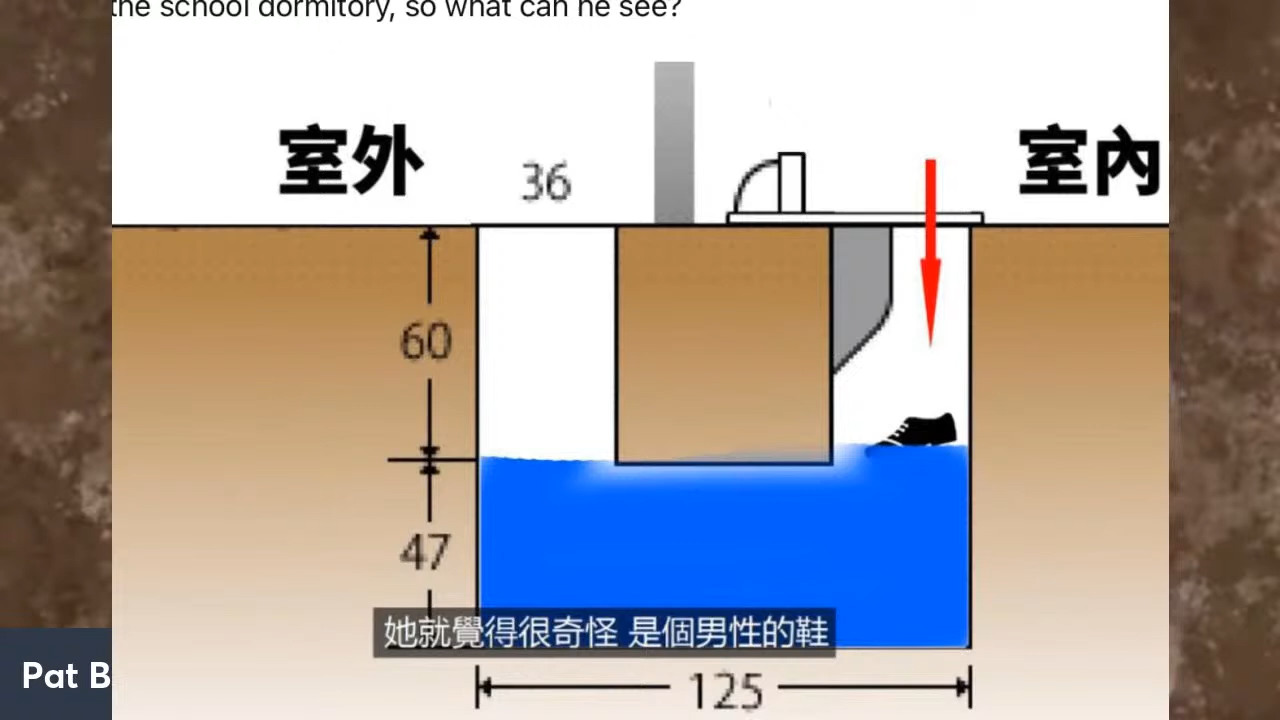 the school dormitory, so what can he see?
室外
36
室內
60
47
她就覺得很奇怪 是個男性的鞋
Pat B
125